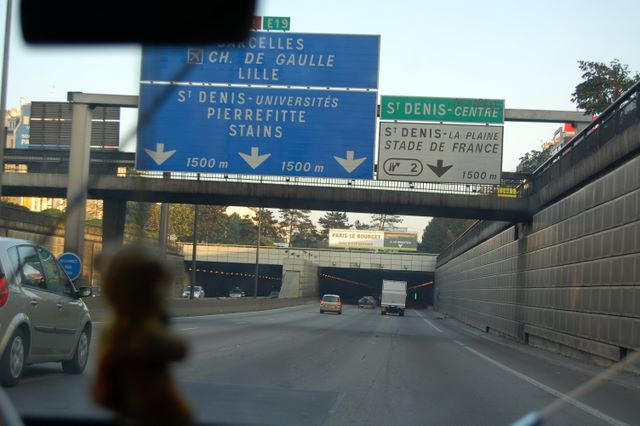 E19
SARCELLES
CH. DE GAULLE
LILLE
ST DENIS-UNIVERSITÉS
PIERREFITTE
STAINS
1500 m
1500 m
ST DENIS-CENTRE
ST DENIS-LA PLAINE
STADE DE FRANCE
2
1500 m
PARIS LE BOURGET